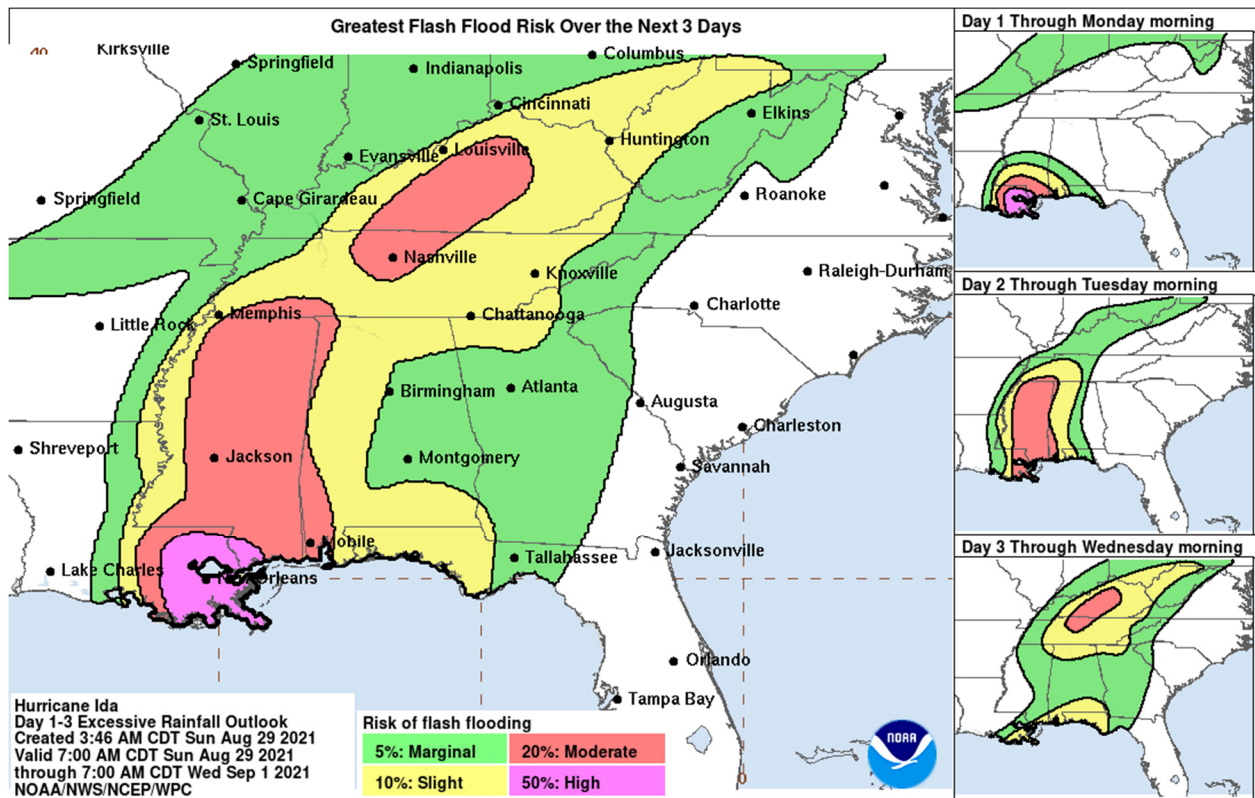 Greatest Flash Flood Risk Over the Next 3 Days
40
Kirksville
Springfield
Indianapolis
Columbus
Cincinnati
St. Louis
Elkins
Huntington
Evansville
Louisville
Springfield
Cape Girardeau
Roanoke
Nashville
Knoxville
Raleigh-Durham
Memphis
Chattanooga
Charlotte
Little Rock
Birmingham
Atlanta
Augusta
Charleston
Shreveport
Jackson
Montgomery
Savannah
Mobile
Tallahassee
Jacksonville
Lake Charles
New Orleans
Orlando
Tampa Bay
Hurricane Ida
Day 1-3 Excessive Rainfall Outlook
Created 3:46 AM CDT Sun Aug 29 2021
Valid 7:00 AM CDT Sun Aug 29 2021
through 7:00 AM CDT Wed Sep 1 2021
NOAA/NWS/NCEP/WPC
Risk of flash flooding
5%: Marginal
20%: Moderate
10%: Slight
50%: High
NOAA
Day 1 Through Monday morning
Day 2 Through Tuesday morning
Day 3 Through Wednesday morning